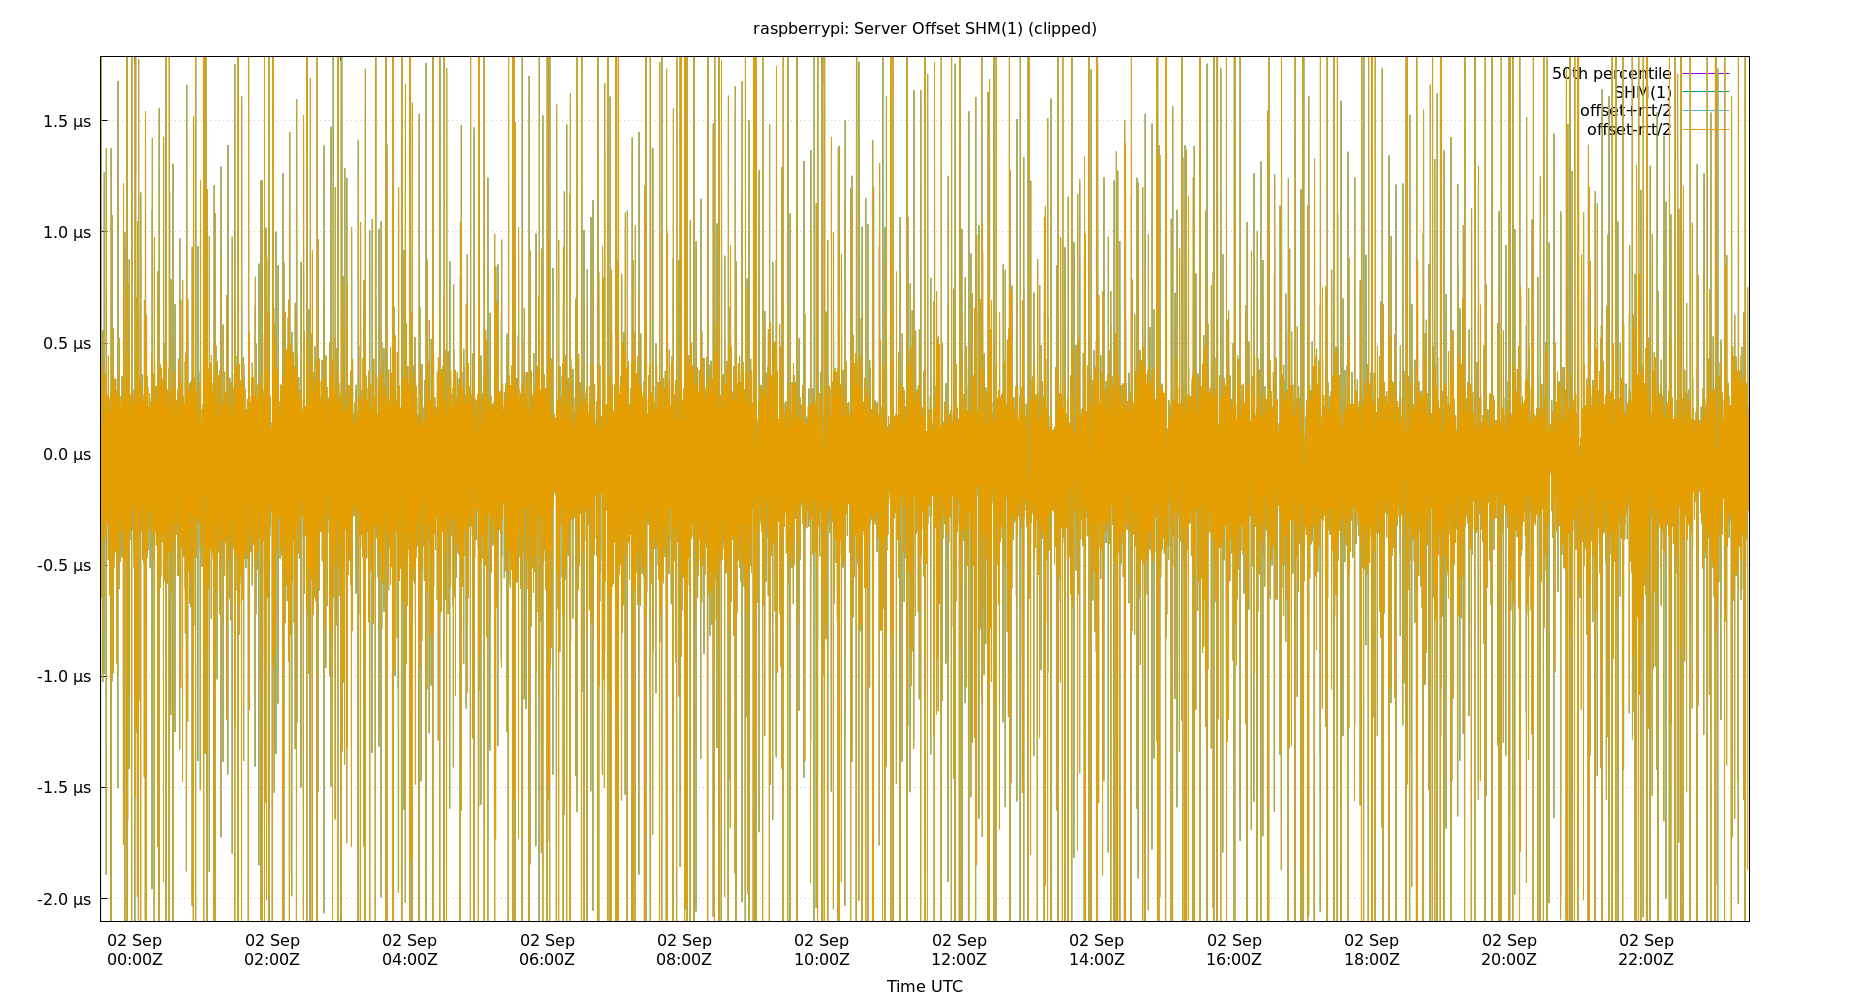 raspberrypi: Server Offset SHM(1) (clipped)
50th percentile
SHM(1)
offset+rtt/2
offset-rtt/2
1.5 µs
1.0 µs
0.5 µs
0.0 µs
-0.5 µs
-1.0 µs
-1.5 µs
-2.0 µs
02 Sep 02 Sep 02 Sep 02 Sep 02 Sep 02 Sep 02 Sep 02 Sep 02 Sep 02 Sep 02 Sep 02 Sep
00:00Z 02:00Z 04:00Z 06:00Z 08:00Z 10:00Z 12:00Z 14:00Z 16:00Z 18:00Z 20:00Z 22:00Z
Time UTC